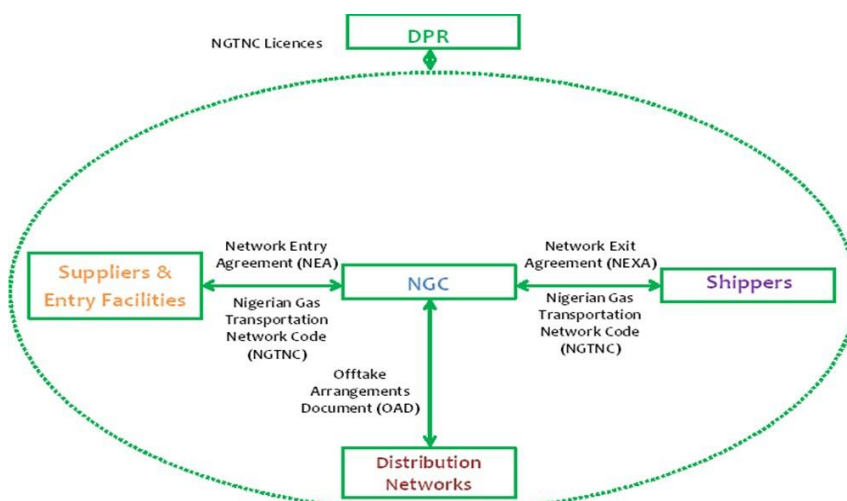 DPR
NGTNC Licences
Network Entry
Agreement (NEA)
Network Exit
Agreement (NEXA)
Suppliers &
Entry Facilities
NGC
Shippers
Nigerian Gas
Transportation
Network Code
(NGTNC)
Nigerian Gas
Transportation
Network Code
(NGTNC)
Offtake
Arrangements
Document (OAD)
Distribution
Networks